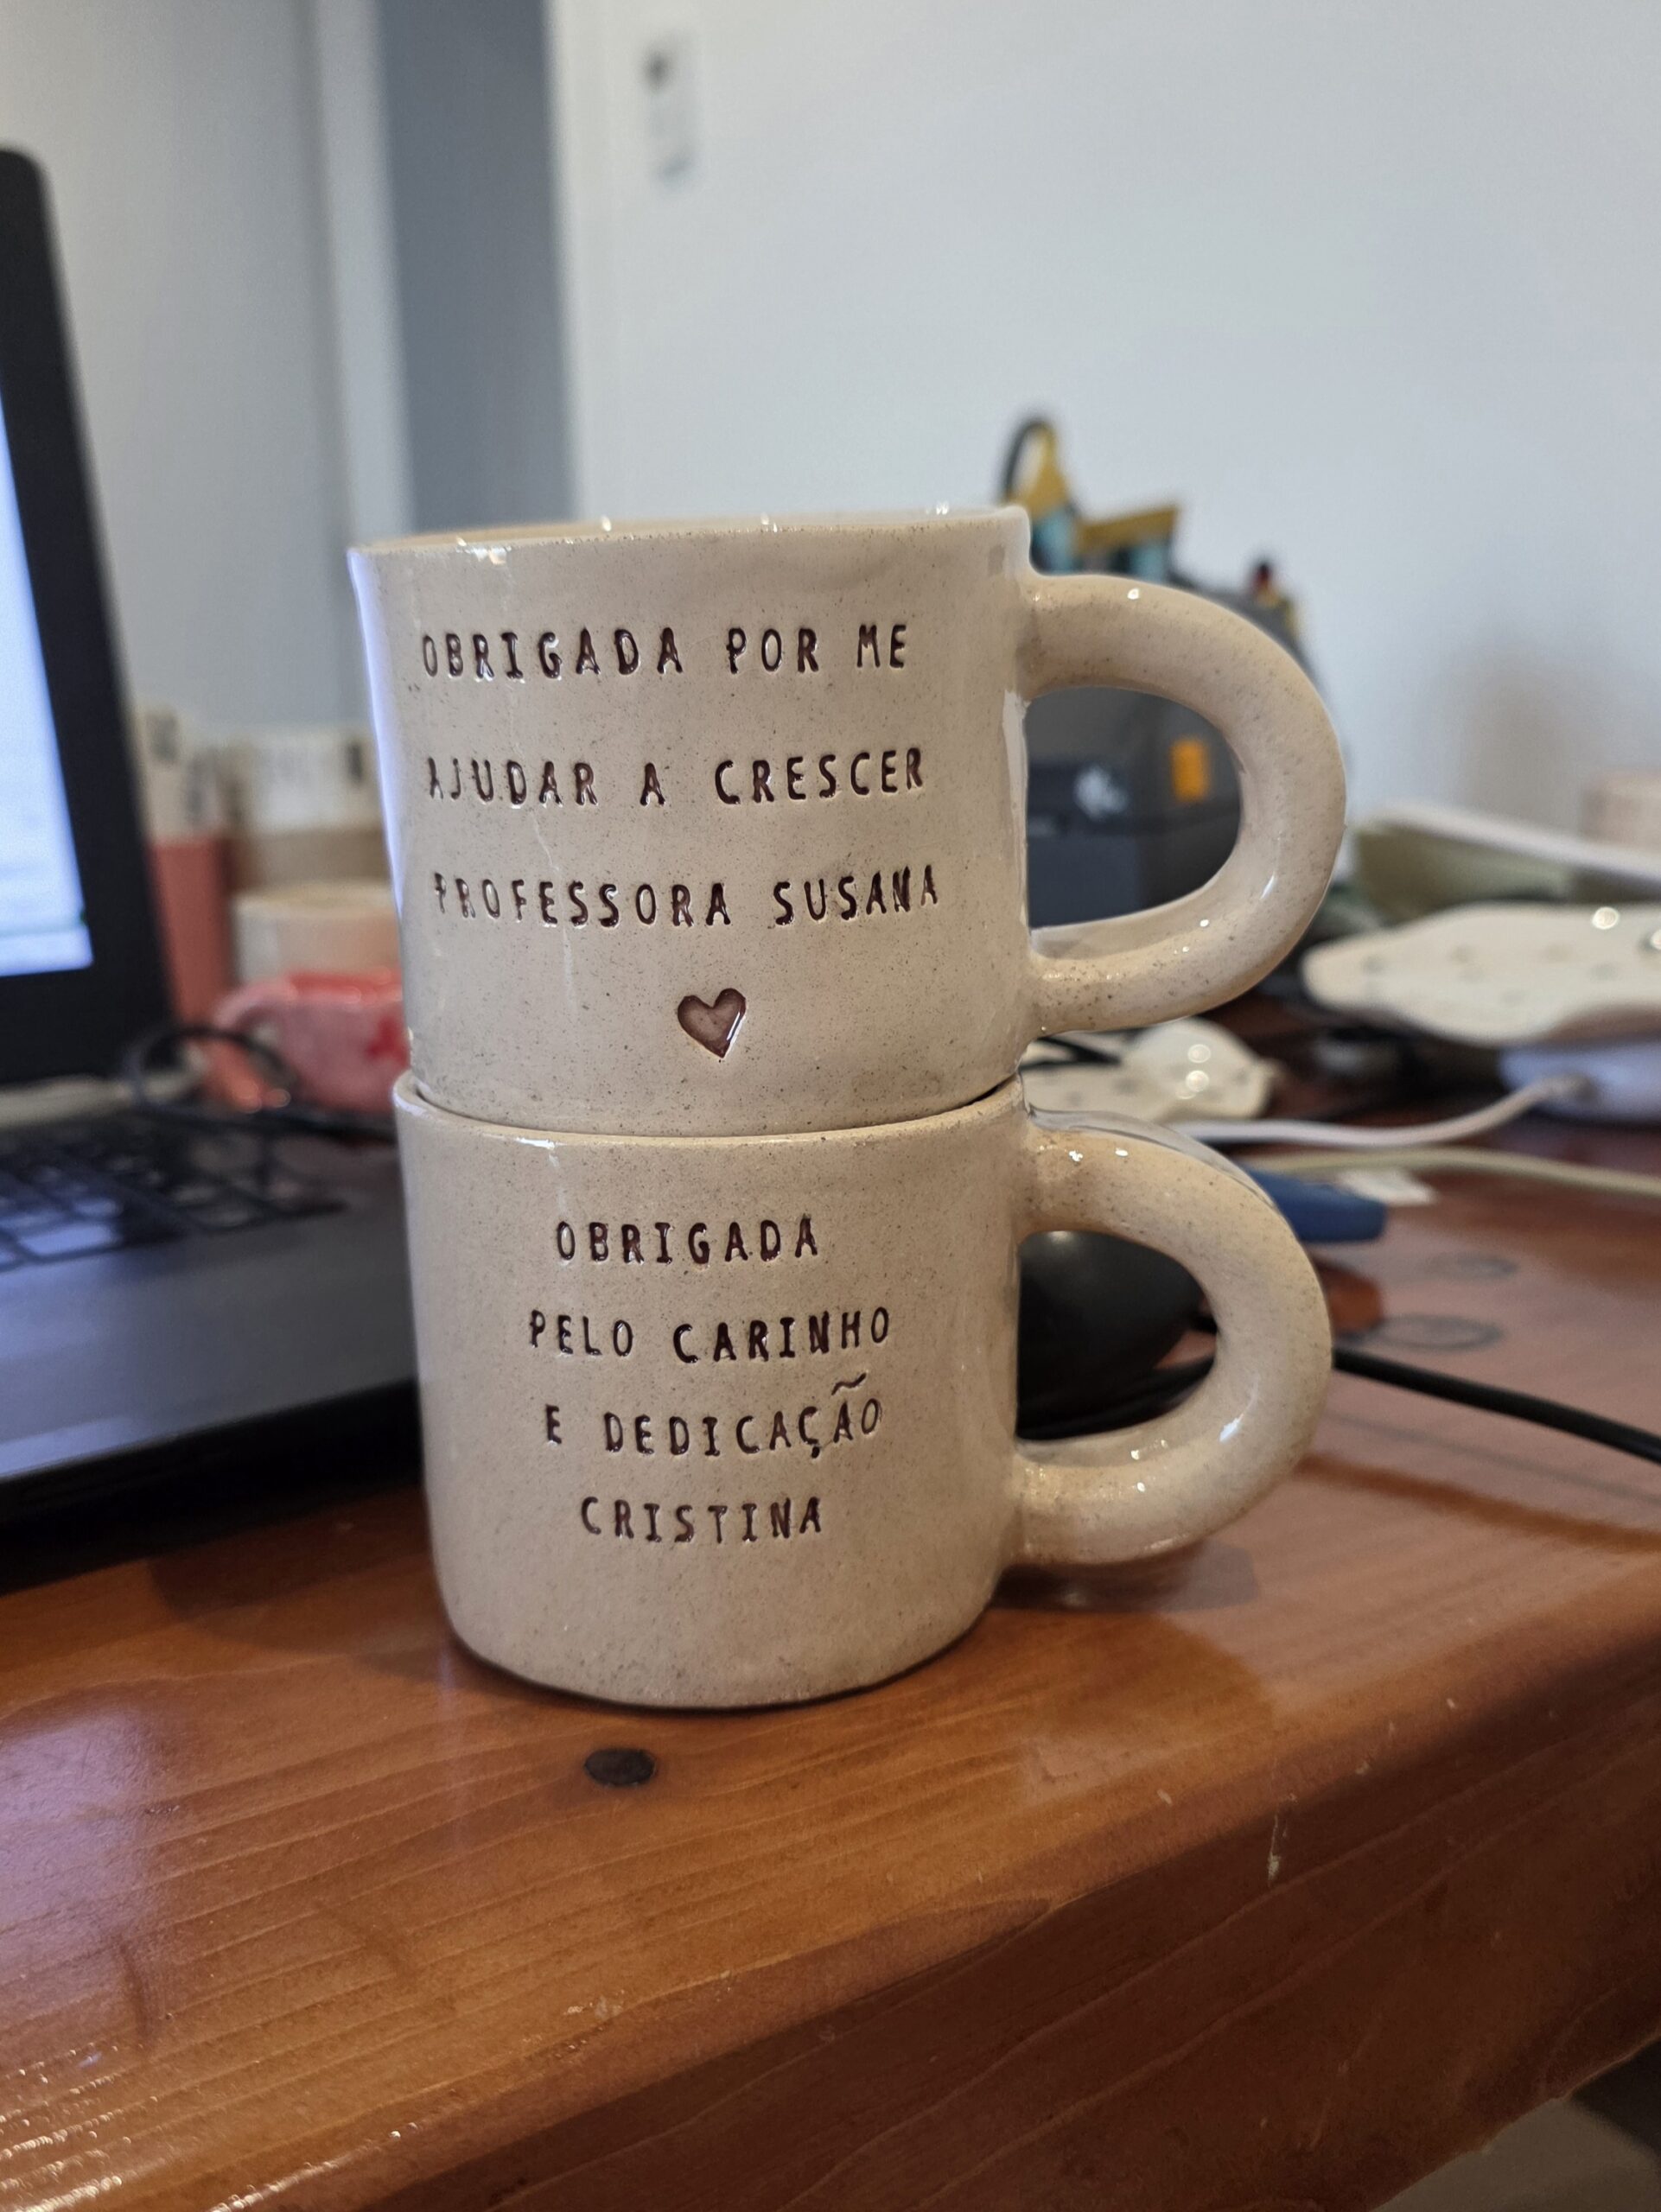 OBRIGADA POR ME
AJUDAR A CRESCER
PROFESSORA SUSANA
OBRIGADA
PELO CARINHO
E DEDICAÇÃO
CRISTINA